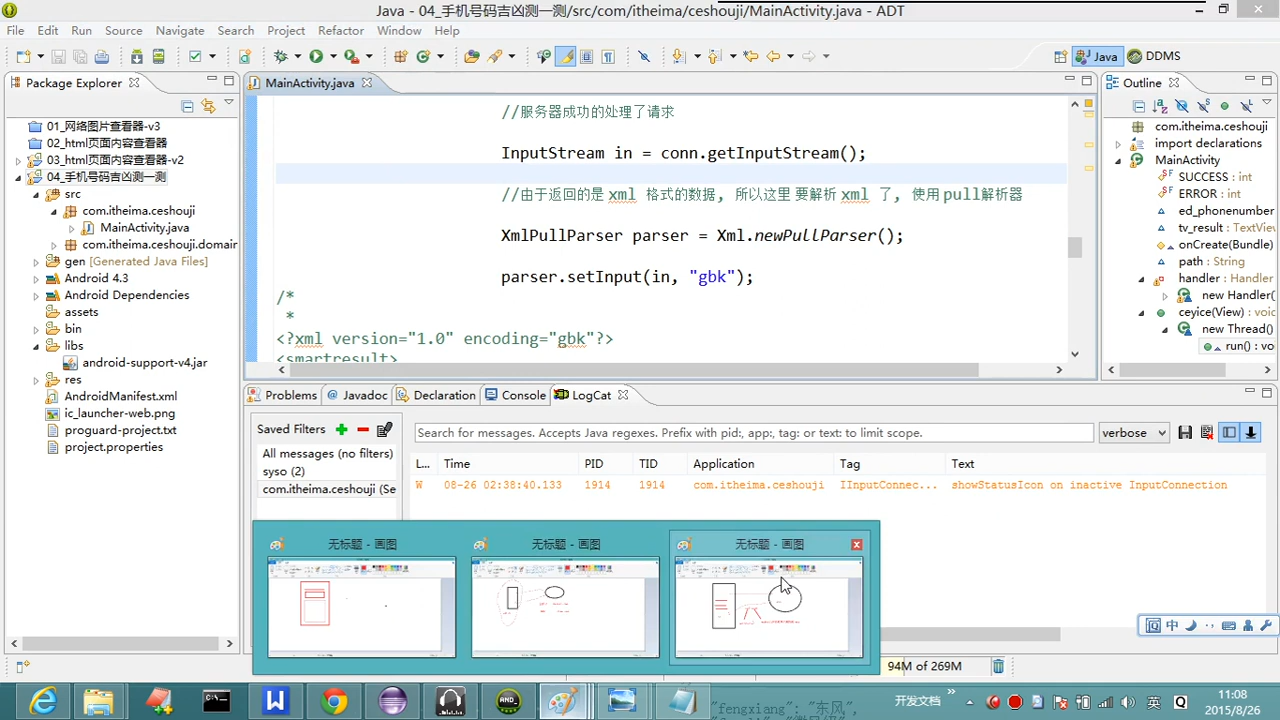 Java - 04_手机号码吉凶测一测/src/com/itheima/ceshouji/MainActivity.java - ADT
File Edit Run Source Navigate Search Project Refactor Window Help
Java DDMS
Package Explorer
01_网络图片查看器-v3
02_html页面内容查看器
03_html页面内容查看器-v2
04_手机号码吉凶测一测
src
com.itheima.ceshouji
MainActivity.java
com.itheima.ceshouji.domain
gen [Generated Java Files]
Android 4.3
Android Dependencies
assets
bin
libs
android-support-v4.jar
res
AndroidManifest.xml
ic_launcher-web.png
proguard-project.txt
project.properties
MainActivity.java
//服务器成功的处理了请求
InputStream in = conn.getInputStream();
//由于返回的是 xml 格式的数据, 所以这里 要解析 xml 了, 使用 pull解析器
XmlPullParser parser = Xml.newPullParser();
parser.setInput(in, "gbk");
/*
*
<?xml version="1.0" encoding="gbk"?>
<smartresult>
Outline
com.itheima.ceshouji
import declarations
MainActivity
SUCCESS : int
ERROR : int
ed_phonenumber
tv_result : TextView
onCreate(Bundle)
path : String
handler : Handler
new Handler(
ceyice(View) : voic
new Thread()
run() : vo
Problems Javadoc Declaration Console LogCat
Saved Filters
All messages (no filters)
syso (2)
com.itheima.ceshouji (Se
Search for messages. Accepts Java regexes. Prefix with pid:, app:, tag: or text: to limit scope.
verbose
L... Time PID TID Application Tag Text
W 08-26 02:38:40.133 1914 1914 com.itheima.ceshouji IInputConnec... showStatusIcon on inactive InputConnection
无标题 - 画图 无标题 - 画图 无标题 - 画图
中
94M of 269M
"fengxiang": "东风",
开发文档
英
11:08
2015/8/26